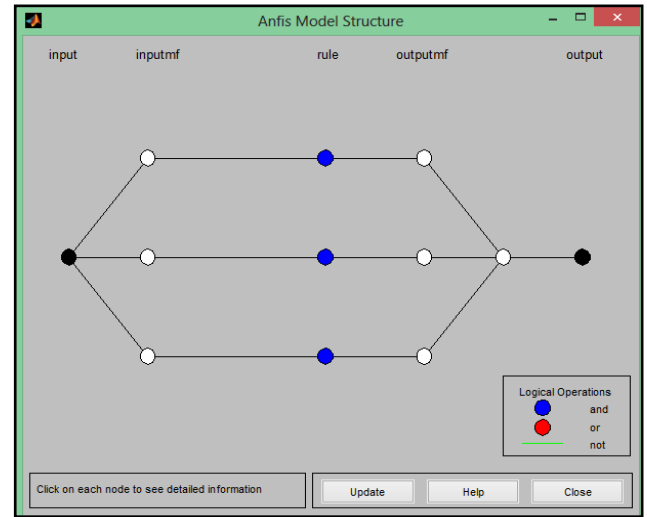 Anfis Model Structure
input inputmf rule outputmf output
Logical Operations
and
or
not
Click on each node to see detailed information
Update Help Close